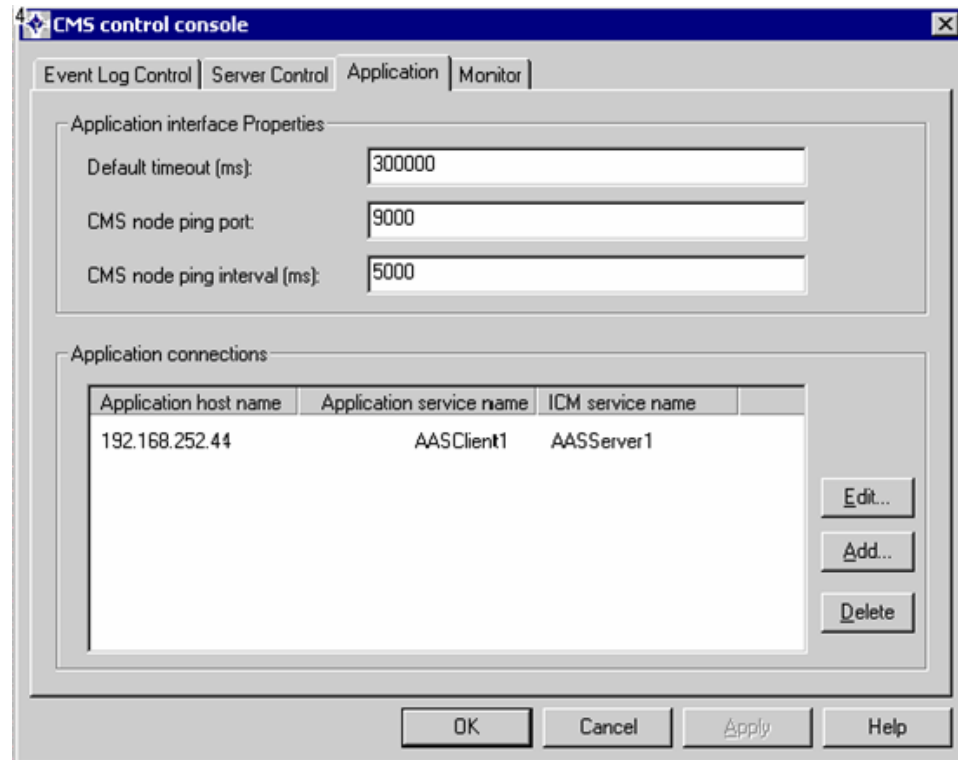 4
CMS control console
Event Log Control Server Control Application Monitor
Application interface Properties
Default timeout (ms): 300000
CMS node ping port: 9000
CMS node ping interval (ms): 5000
Application connections
Application host name Application service name ICM service name
192.168.252.44 AASClient1 AASServer1
Edit...
Add...
Delete
OK Cancel Apply Help